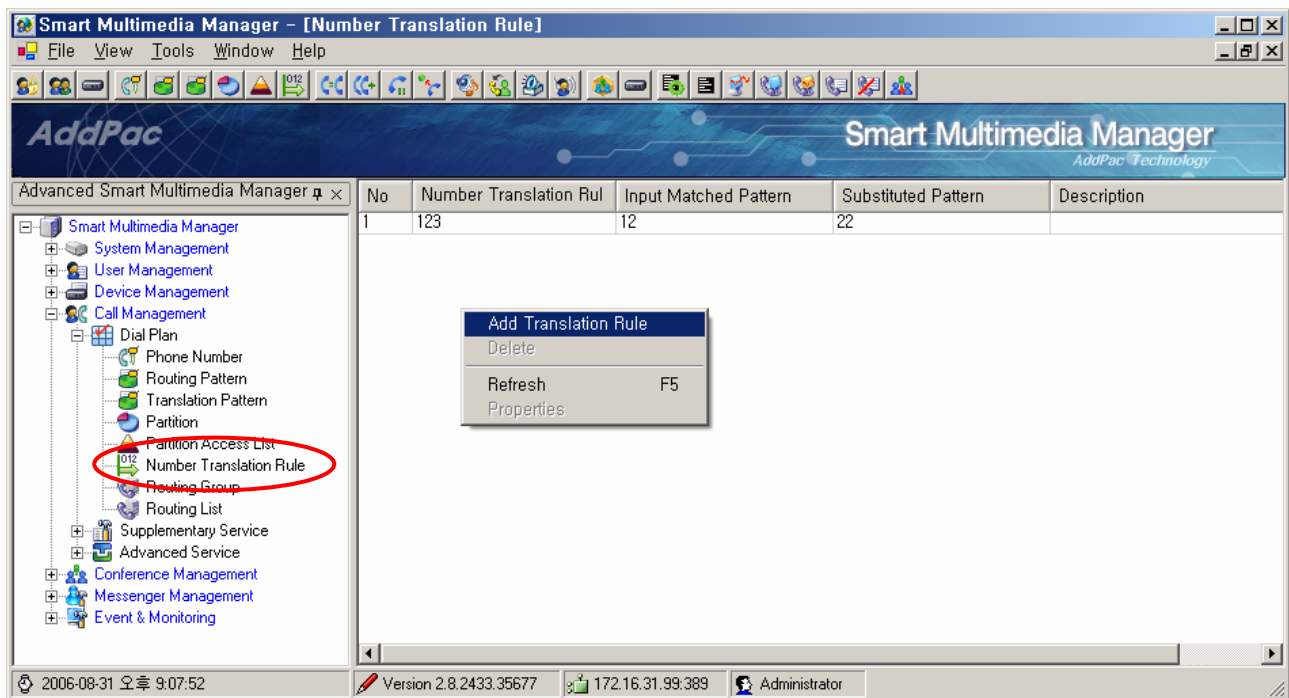 Smart Multimedia Manager - [Number Translation Rule]
File View Tools Window Help
AddPac
Smart Multimedia Manager
AddPac Technology
Advanced Smart Multimedia Manager
No Number Translation Rul Input Matched Pattern Substituted Pattern Description
1 123 12 22
Smart Multimedia Manager
System Management
User Management
Device Management
Call Management
Dial Plan
Phone Number
Routing Pattern
Translation Pattern
Partition
Partition Access List
012 Number Translation Rule
Routing Group
Routing List
Supplementary Service
Advanced Service
Conference Management
Messenger Management
Event & Monitoring
Add Translation Rule
Delete
Refresh F5
Properties
2006-08-31 오후 9:07:52 Version 2.8.2433.35677 172.16.31.99:389 Administrator